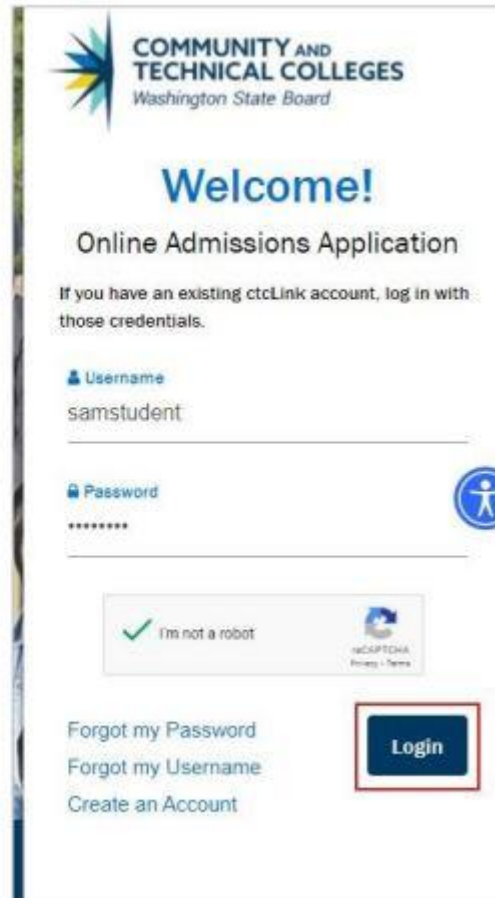 COMMUNITY AND
TECHNICAL COLLEGES
Washington State Board
Welcome!
Online Admissions Application
If you have an existing ctcLink account, log in with
those credentials.
Username
samstudent
Password
********
I'm not a robot
reCAPTCHA
Privacy - Terms
Forgot my Password
Login
Forgot my Username
Create an Account